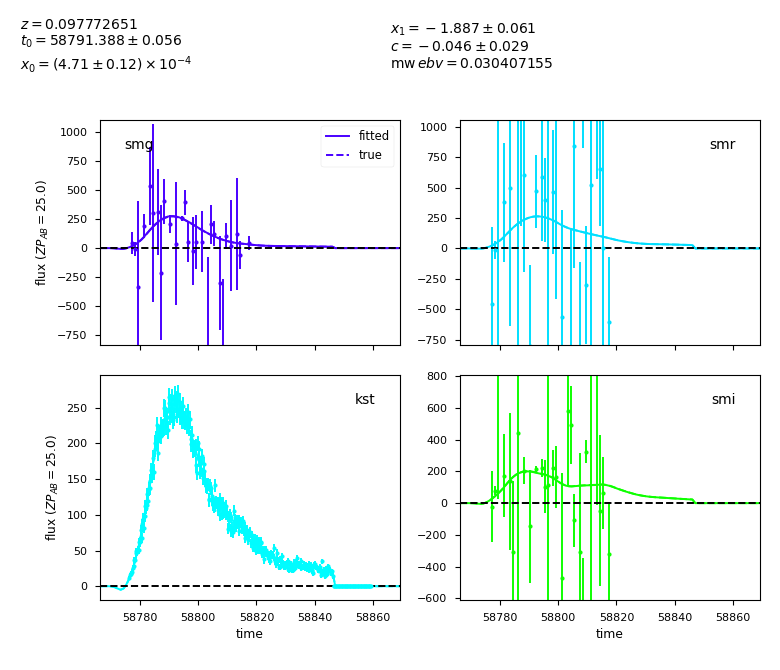 z = 0.097772651
t₀ = 58791.388 ± 0.056
x₀ = (4.71 ± 0.12) × 10⁻⁴
x₁ = −1.887 ± 0.061
c = −0.046 ± 0.029
mw ebv = 0.030407155
smg
fitted
true
1000
750
500
250
0
−250
−500
−750
flux (ZP_AB = 25.0)
smr
1000
750
500
250
0
−250
−500
−750
kst
250
200
150
100
50
0
flux (ZP_AB = 25.0)
58780 58800 58820 58840 58860
time
smi
800
600
400
200
0
−200
−400
−600
58780 58800 58820 58840 58860
time